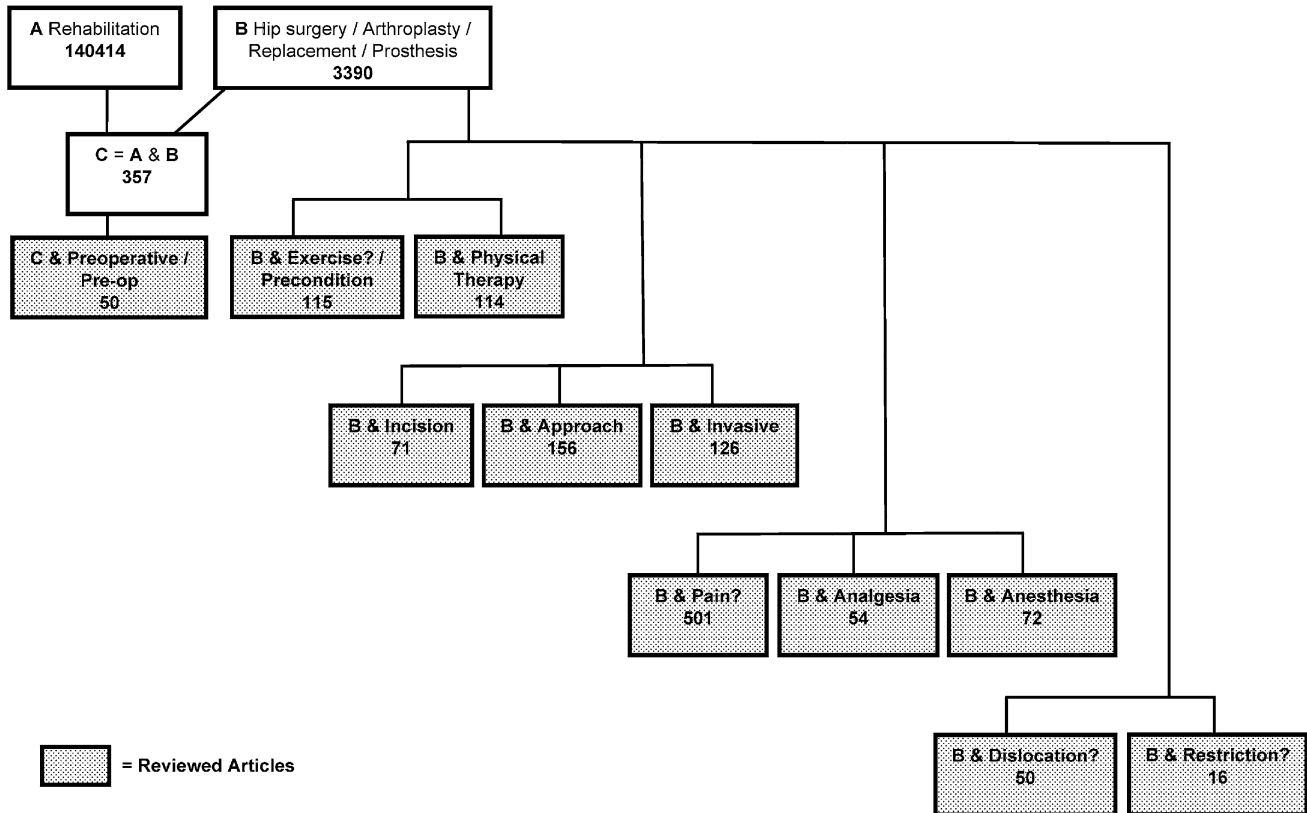 A Rehabilitation
140414
B Hip surgery / Arthroplasty /
Replacement / Prosthesis
3390
C = A & B
357
C & Preoperative /
Pre-op
50
B & Exercise? /
Precondition
115
B & Physical
Therapy
114
B & Incision
71
B & Approach
156
B & Invasive
126
B & Pain?
501
B & Analgesia
54
B & Anesthesia
72
B & Dislocation?
50
B & Restriction?
16
= Reviewed Articles